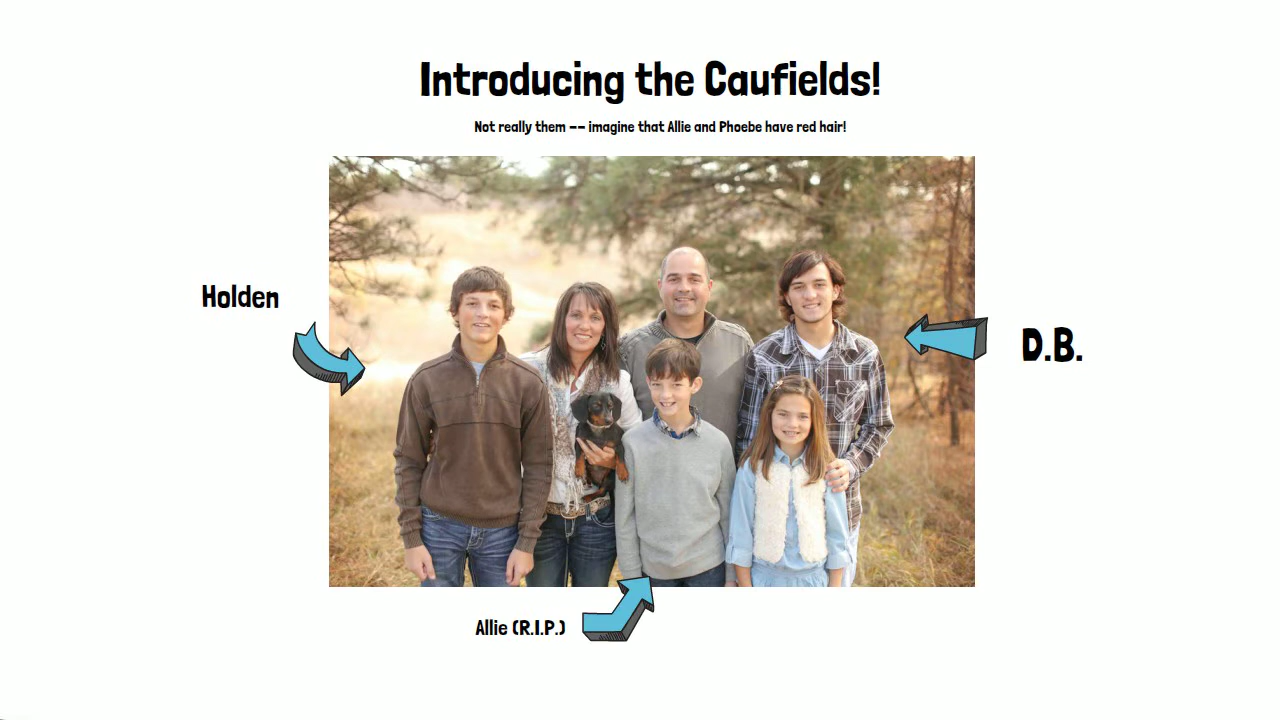 Introducing the Caufields!
Not really them -- imagine that Allie and Phoebe have red hair!
Holden
D.B.
Allie (R.I.P.)